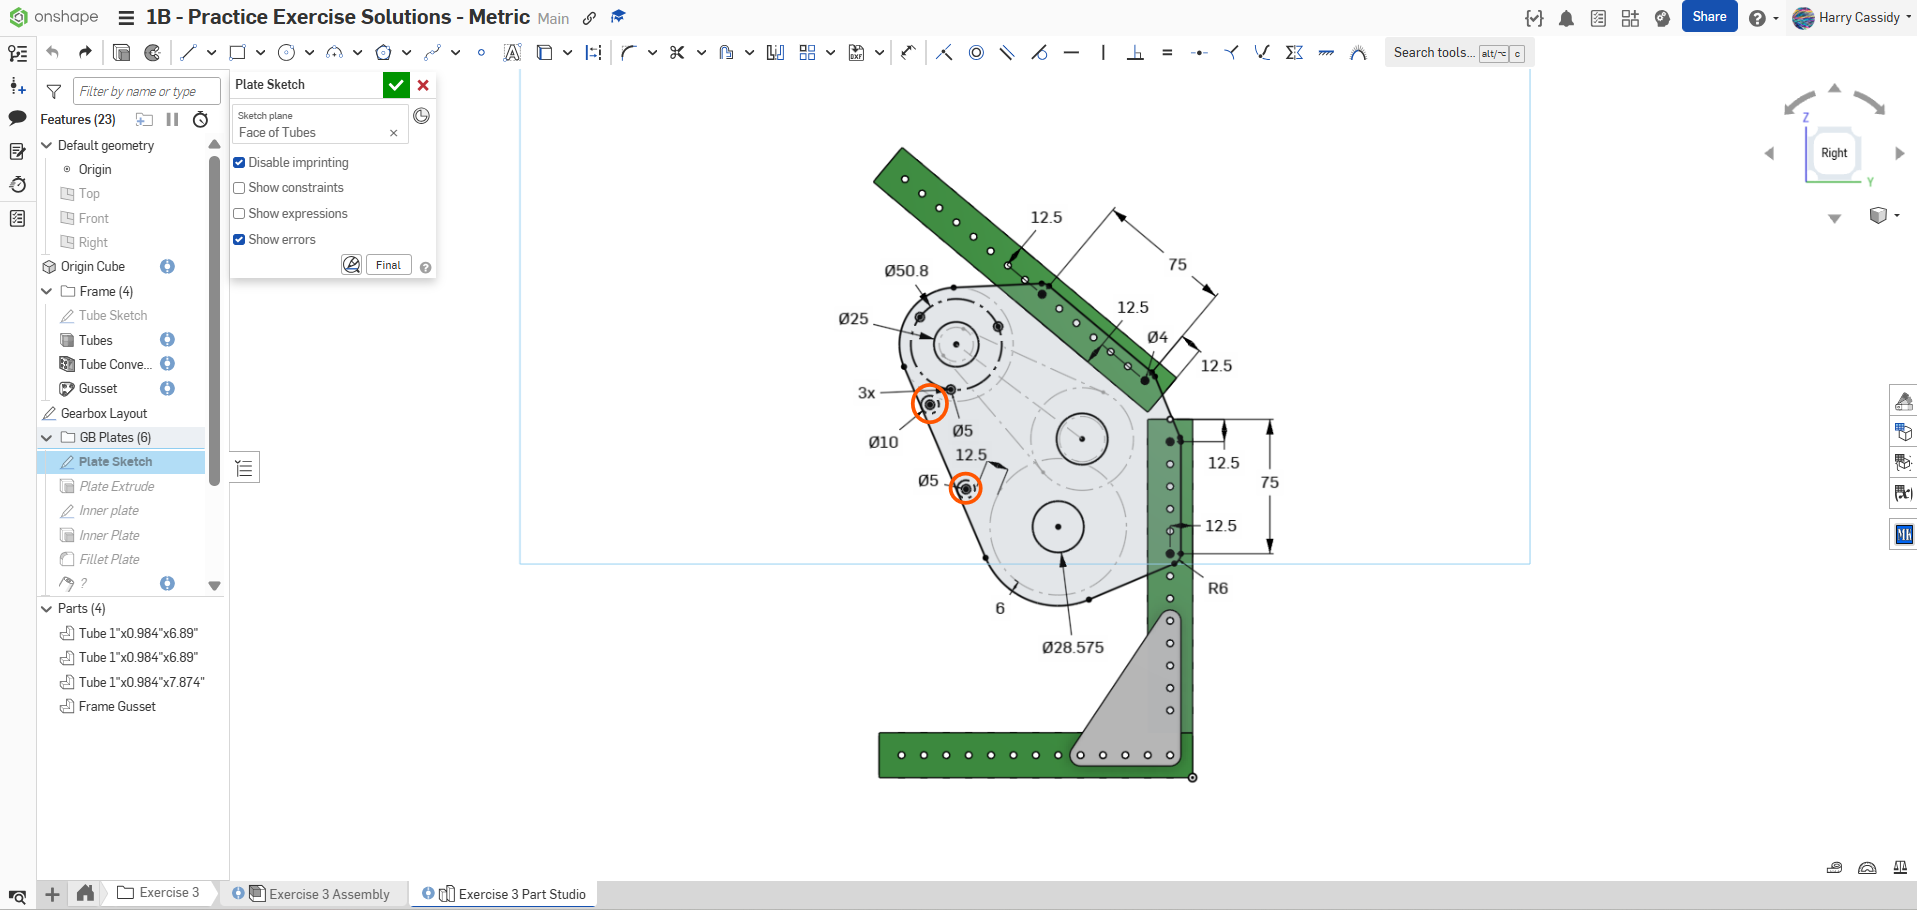 onshape
1B - Practice Exercise Solutions - Metric Main
Share
Harry Cassidy
Search tools... alt/⌥ c
Filter by name or type
Features (23)
Default geometry
Origin
Top
Front
Right
Origin Cube
Frame (4)
Tube Sketch
Tubes
Tube Conve...
Gusset
Gearbox Layout
GB Plates (6)
Plate Sketch
Plate Extrude
Inner plate
Inner Plate
Fillet Plate
?
Parts (4)
Tube 1"x0.984"x6.89"
Tube 1"x0.984"x6.89"
Tube 1"x0.984"x7.874"
Frame Gusset
Plate Sketch
Sketch plane
Face of Tubes
Disable imprinting
Show constraints
Show expressions
Show errors
Final
12.5
75
Ø50.8
Ø25
12.5
Ø4
12.5
3x
Ø10
Ø5
12.5
Ø5
12.5
75
12.5
R6
6
Ø28.575
Z
Right
Y
Exercise 3
Exercise 3 Assembly
Exercise 3 Part Studio